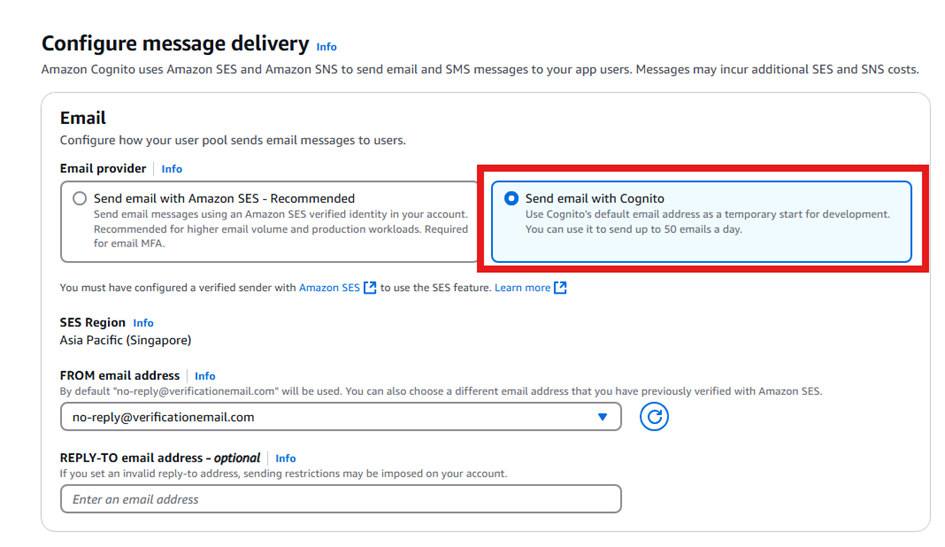 Configure message delivery Info
Amazon Cognito uses Amazon SES and Amazon SNS to send email and SMS messages to your app users. Messages may incur additional SES and SNS costs.
Email
Configure how your user pool sends email messages to users.
Email provider Info
Send email with Amazon SES - Recommended
Send email messages using an Amazon SES verified identity in your account.
Recommended for higher email volume and production workloads. Required
for email MFA.
Send email with Cognito
Use Cognito's default email address as a temporary start for development.
You can use it to send up to 50 emails a day.
You must have configured a verified sender with Amazon SES to use the SES feature. Learn more
SES Region Info
Asia Pacific (Singapore)
FROM email address Info
By default "no-reply@verificationemail.com" will be used. You can also choose a different email address that you have previously verified with Amazon SES.
no-reply@verificationemail.com
REPLY-TO email address - optional Info
If you set an invalid reply-to address, sending restrictions may be imposed on your account.
Enter an email address